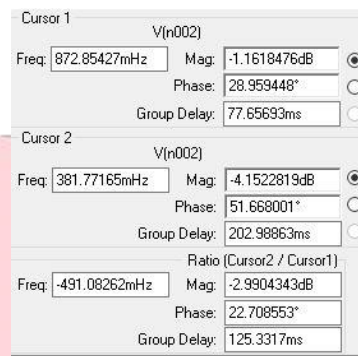 Cursor 1
V(n002)
Freq: 872.85427mHz Mag: -1.1618476dB
Phase: 28.959448°
Group Delay: 77.65693ms
Cursor 2
V(n002)
Freq: 381.77165mHz Mag: -4.1522819dB
Phase: 51.668001°
Group Delay: 202.98863ms
Ratio (Cursor2 / Cursor1)
Freq: -491.08262mHz Mag: -2.9904343dB
Phase: 22.708553°
Group Delay: 125.3317ms